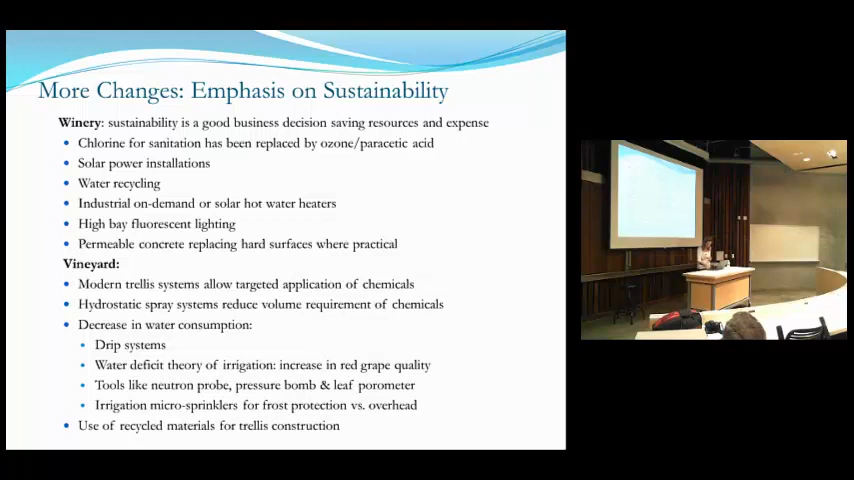 More Changes: Emphasis on Sustainability
Winery: sustainability is a good business decision saving resources and expense
• Chlorine for sanitation has been replaced by ozone/paracetic acid
• Solar power installations
• Water recycling
• Industrial on-demand or solar hot water heaters
• High bay fluorescent lighting
• Permeable concrete replacing hard surfaces where practical
Vineyard:
• Modern trellis systems allow targeted application of chemicals
• Hydrostatic spray systems reduce volume requirement of chemicals
• Decrease in water consumption:
• Drip systems
• Water deficit theory of irrigation: increase in red grape quality
• Tools like neutron probe, pressure bomb & leaf porometer
• Irrigation micro-sprinklers for frost protection vs. overhead
• Use of recycled materials for trellis construction